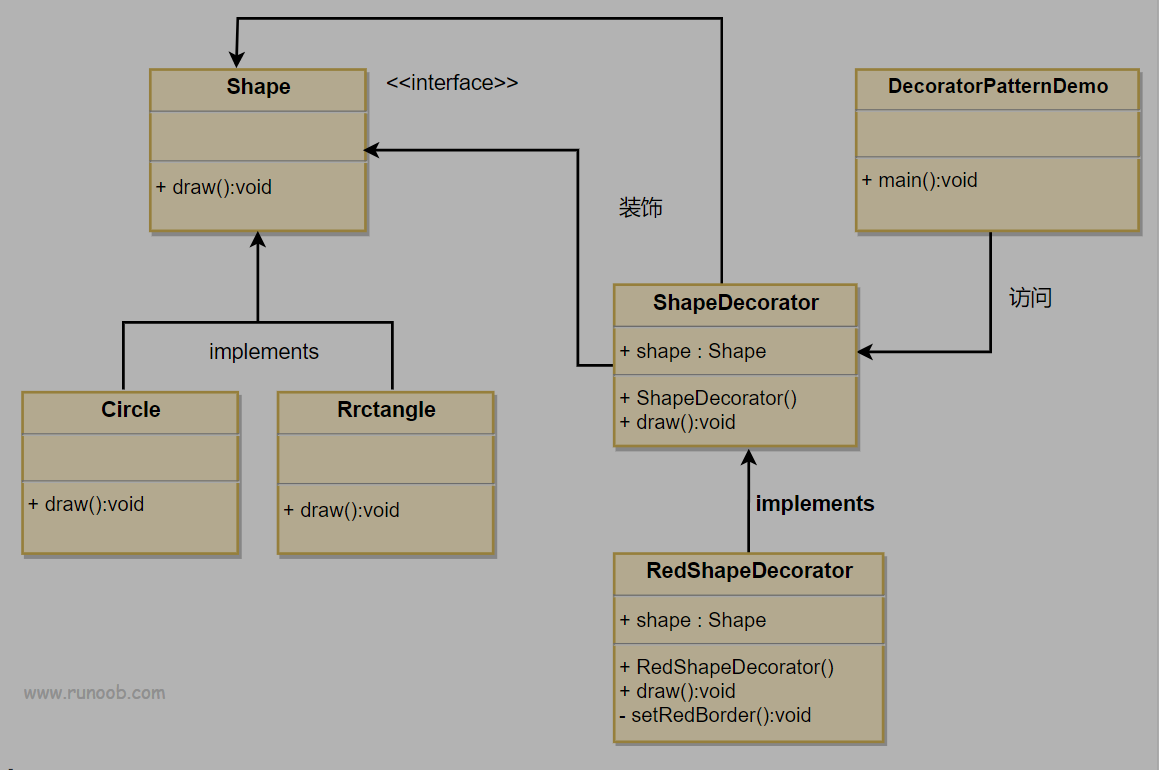 Shape
<<interface>>
+ draw():void
DecoratorPatternDemo
+ main():void
装饰
访问
implements
Circle
+ draw():void
Rrctangle
+ draw():void
ShapeDecorator
+ shape : Shape
+ ShapeDecorator()
+ draw():void
implements
RedShapeDecorator
+ shape : Shape
+ RedShapeDecorator()
+ draw():void
- setRedBorder():void
www.runoob.com